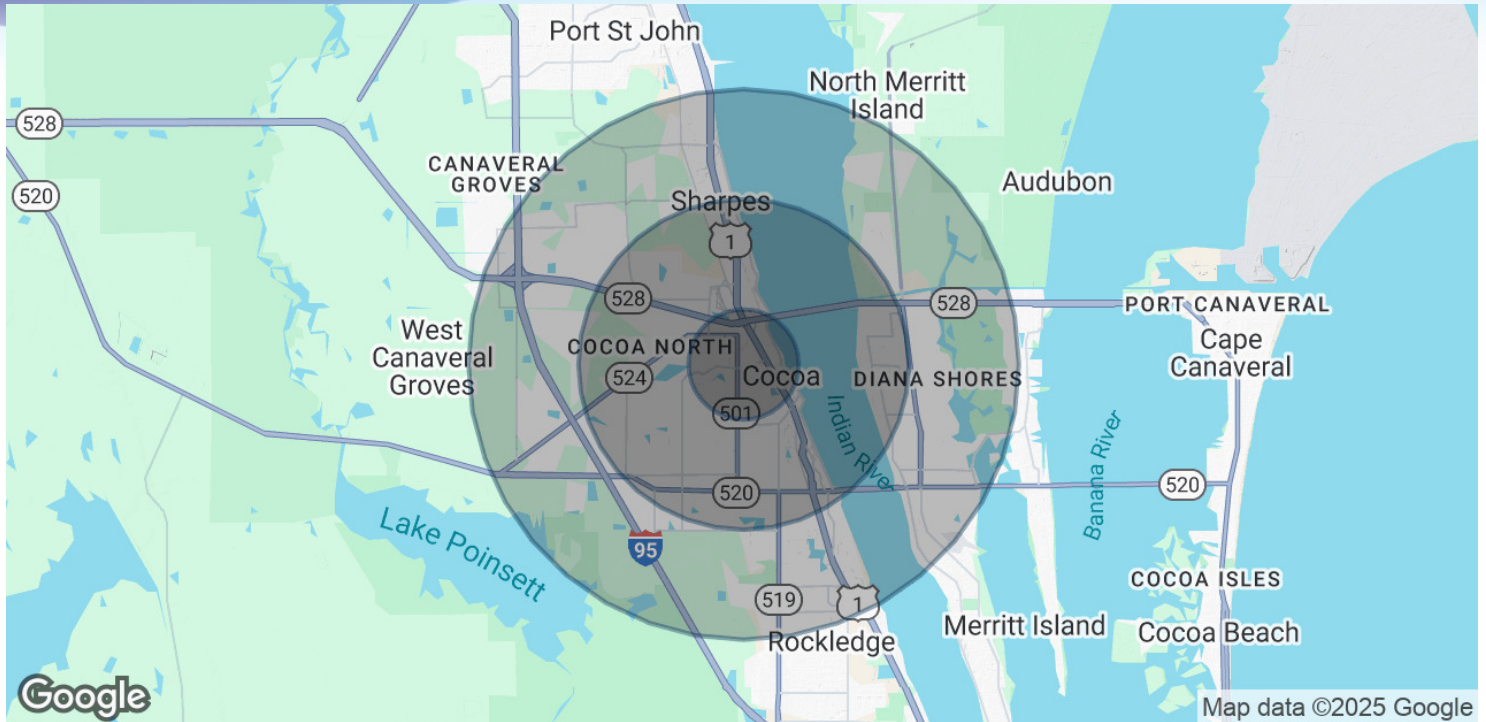 Port St John
North Merritt
Island
528
CANAVERAL
GROVES
520
Audubon
Sharpes
1
528
528
PORT CANAVERAL
West
Canaveral
Groves
COCOA NORTH
Cape
Canaveral
524
Cocoa
DIANA SHORES
501
Indian River
520
520
Banana River
Lake Poinsett
95
COCOA ISLES
519
1
Merritt Island
Cocoa Beach
Rockledge
Google
Map data ©2025 Google